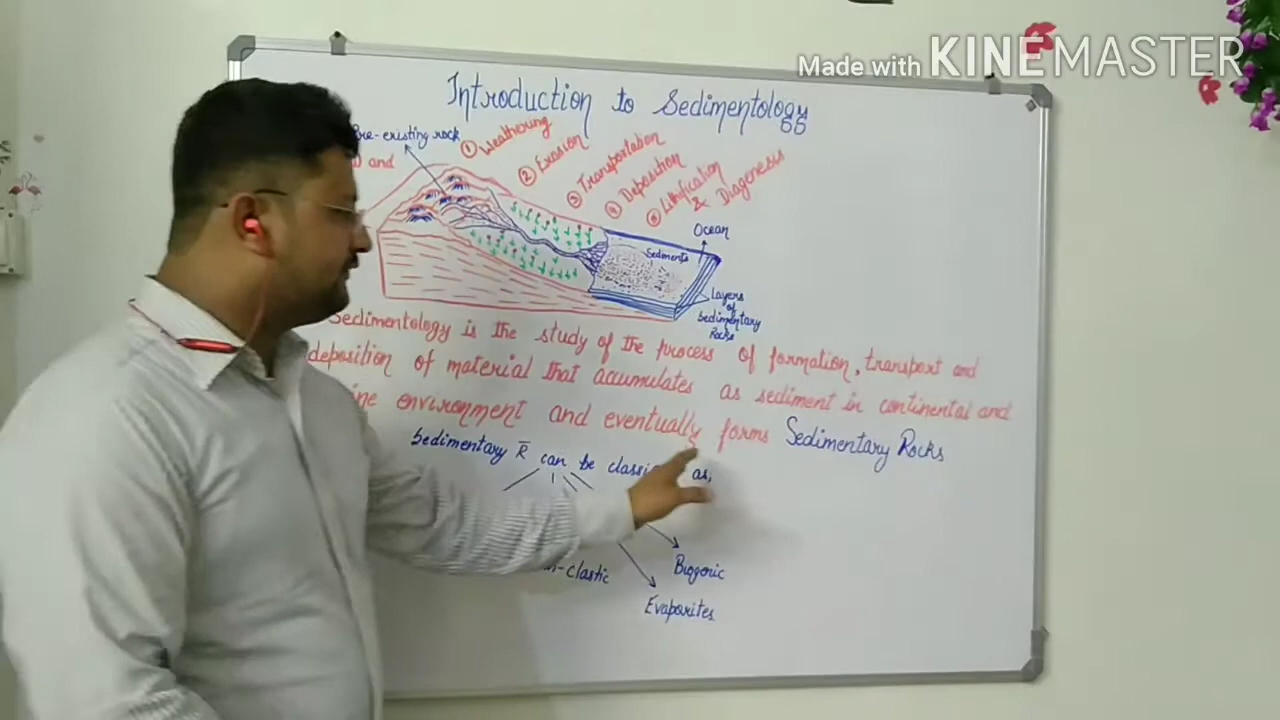 Made with KINEMASTER
Introduction to Sedimentology
Pre-existing rock
① Weathering
② Erosion
③ Transportation
④ Deposition
⑤ Lithification
& Diagenesis
and
Ocean
Sediments
Layers
of
Sedimentary
Rocks
Sedimentology is the study of the process of formation, transport and
deposition of material that accumulates as sediment in continental and
ine environment and eventually forms Sedimentary Rocks
Sedimentary R̅ can be classi as,
-clastic
Biogenic
Evaporites